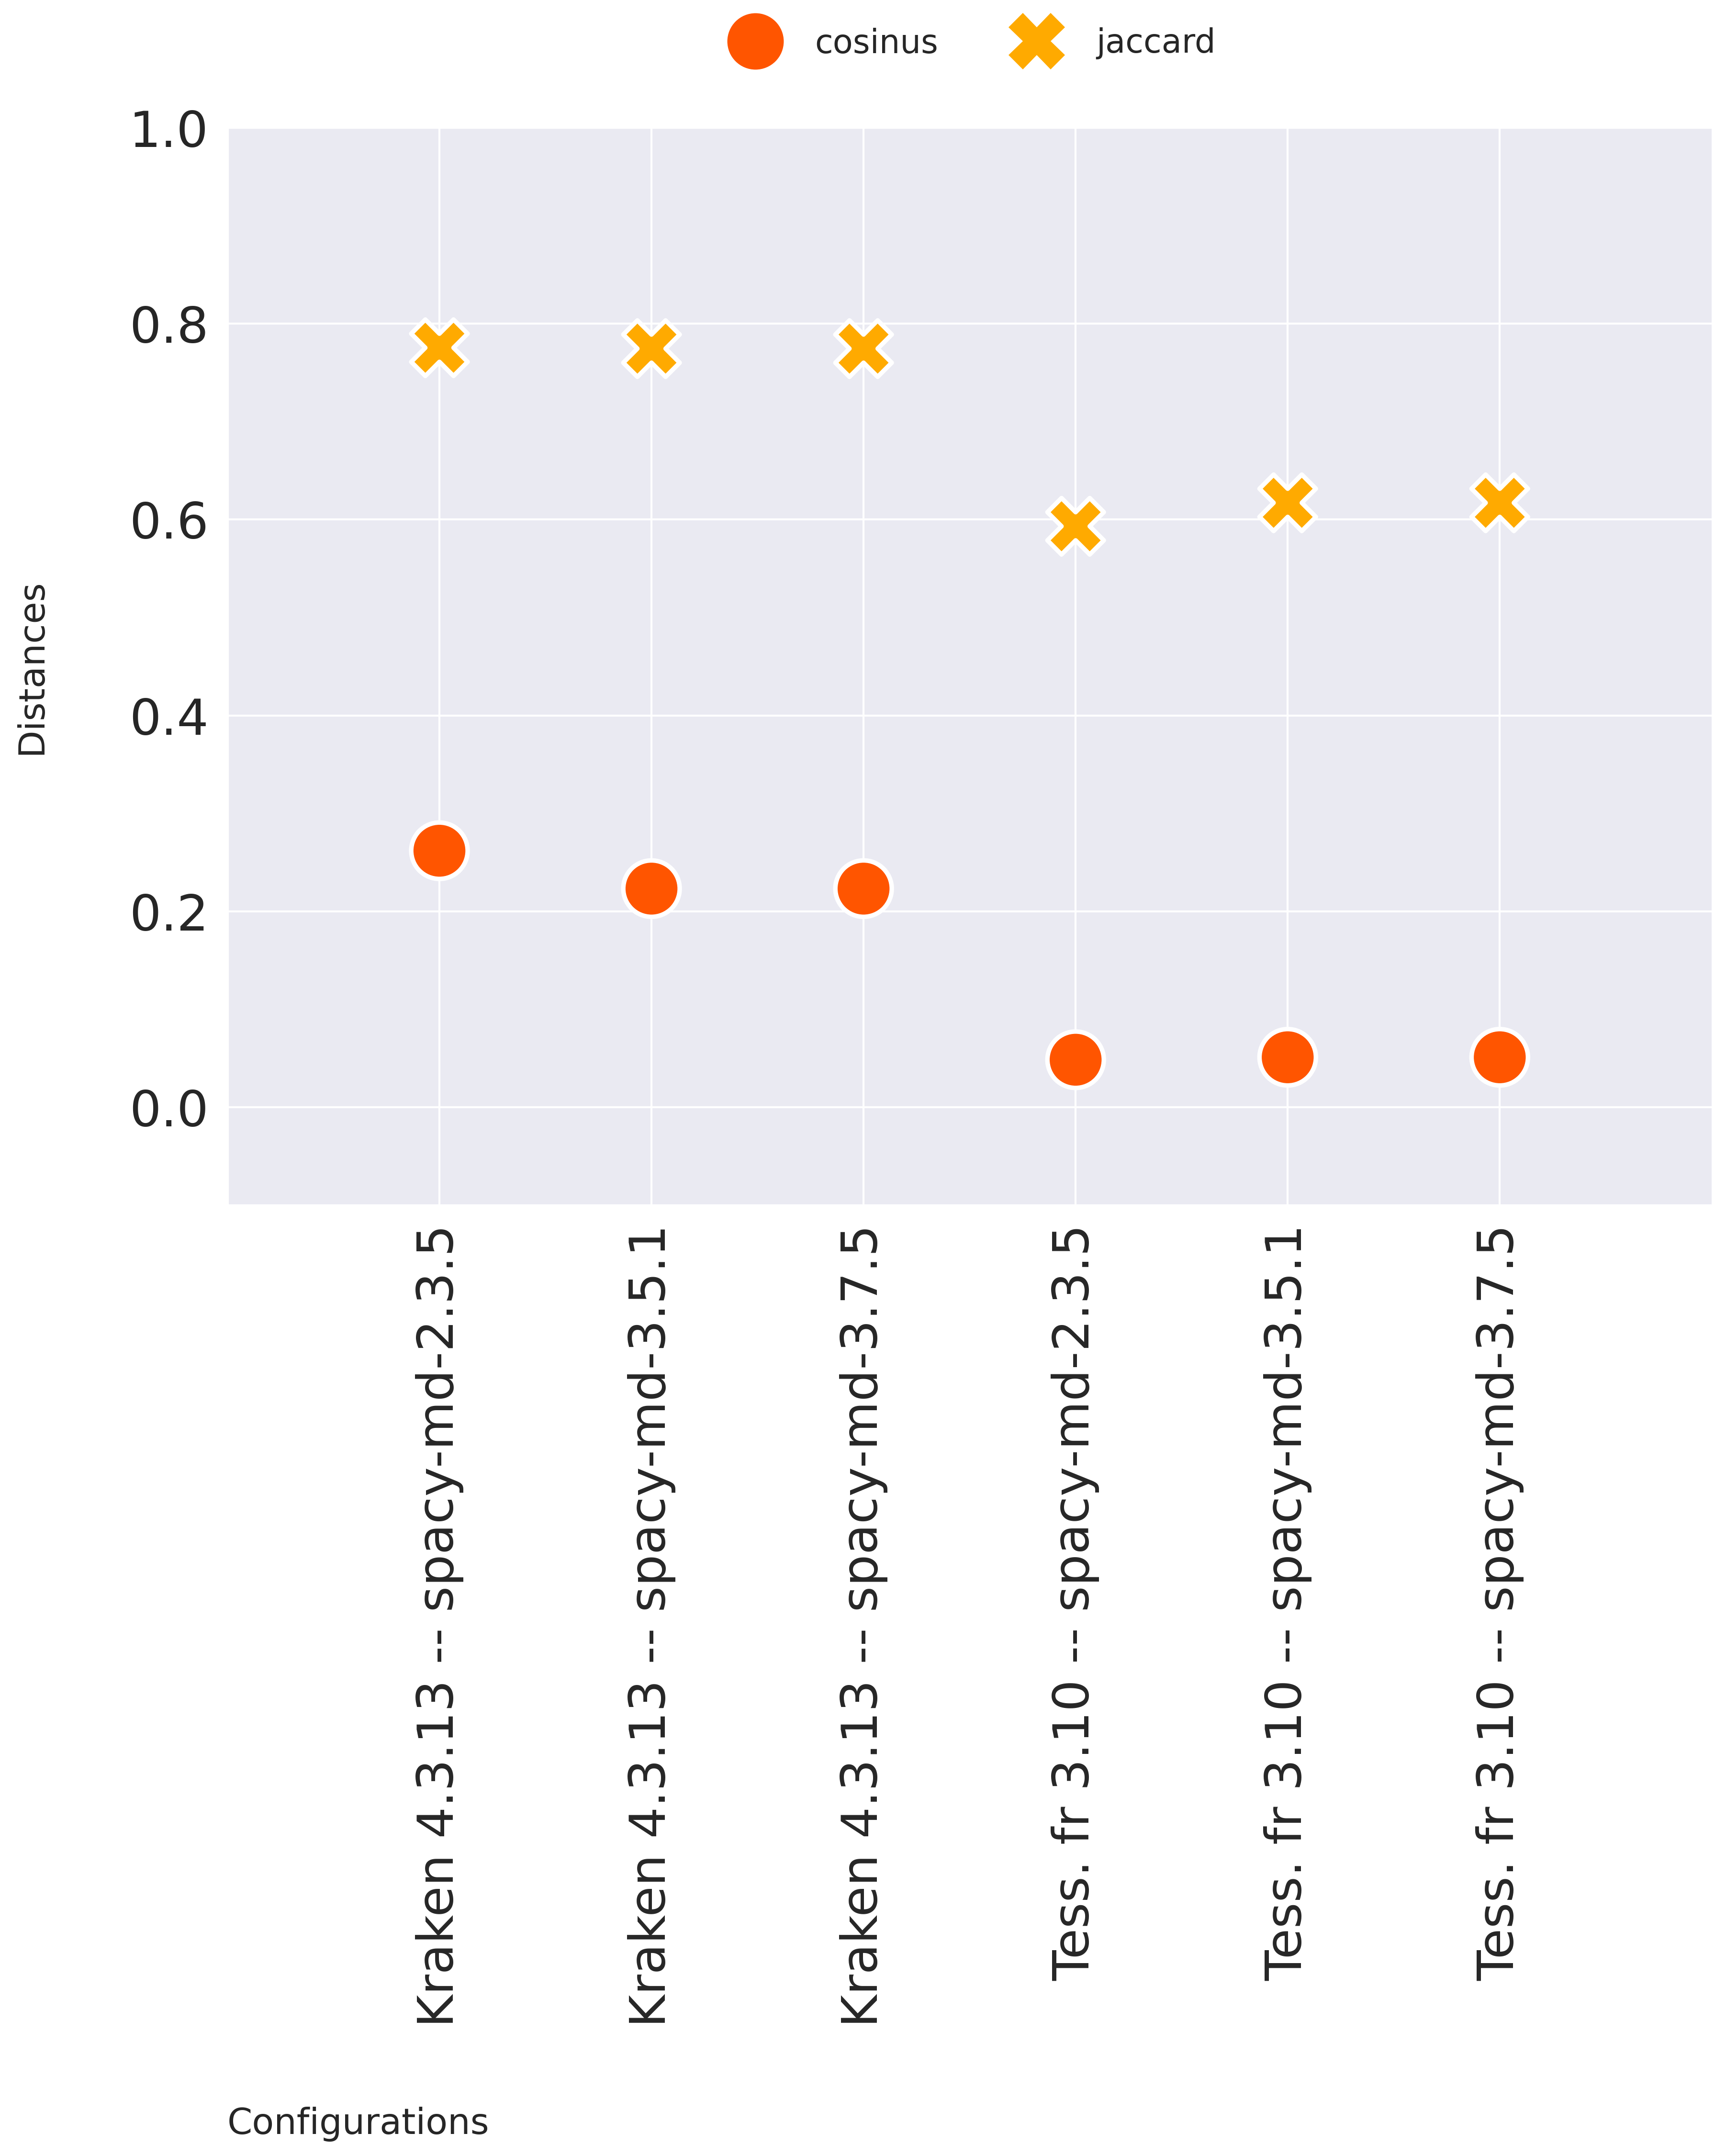 cosinus
jaccard
1.0
0.8
0.6
0.4
0.2
0.0
Distances
Kraken 4.3.13 -- spacy-md-2.3.5
Kraken 4.3.13 -- spacy-md-3.5.1
Kraken 4.3.13 -- spacy-md-3.7.5
Tess. fr 3.10 -- spacy-md-2.3.5
Tess. fr 3.10 -- spacy-md-3.5.1
Tess. fr 3.10 -- spacy-md-3.7.5
Configurations